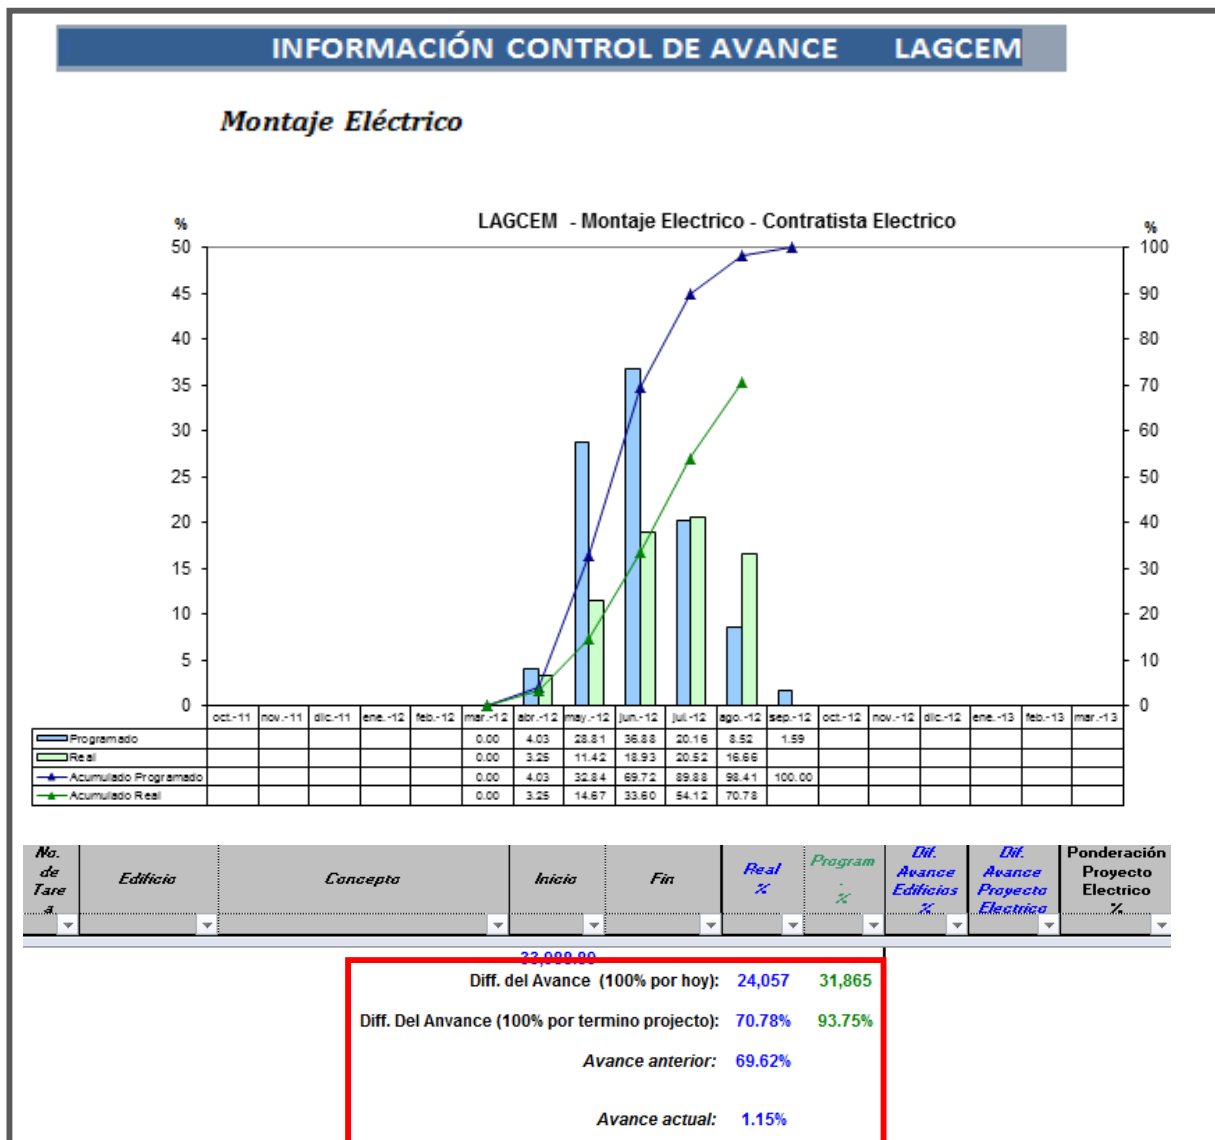 INFORMACIÓN CONTROL DE AVANCE LAGCEM
Montaje Eléctrico
LAGCEM - Montaje Electrico - Contratista Electrico
% %
50 100
45 90
40 80
35 70
30 60
25 50
20 40
15 30
10 20
5 10
0 0
oct.-11 nov.-11 dic.-11 ene.-12 feb.-12 mar.-12 abr.-12 may.-12 jun.-12 jul.-12 ago.-12 sep.-12 oct.-12 nov.-12 dic.-12 ene.-13 feb.-13 mar.-13
Programado 0.00 4.03 28.81 36.88 20.16 8.52 1.59
Real 0.00 3.25 11.42 18.93 20.52 16.66
Acumulado Programado 0.00 4.03 32.84 69.72 89.88 98.41 100.00
Acumulado Real 0.00 3.25 14.67 33.60 54.12 70.78
No. de Tare a Edificio Concepto Inicio Fin Real % Program . % Dif. Avance Edificios % Dif. Avance Proyecto Electrico Ponderación Proyecto Electrico %
Diff. del Avance (100% por hoy): 24,057 31,865
Diff. Del Anvance (100% por termino projecto): 70.78% 93.75%
Avance anterior: 69.62%
Avance actual: 1.15%